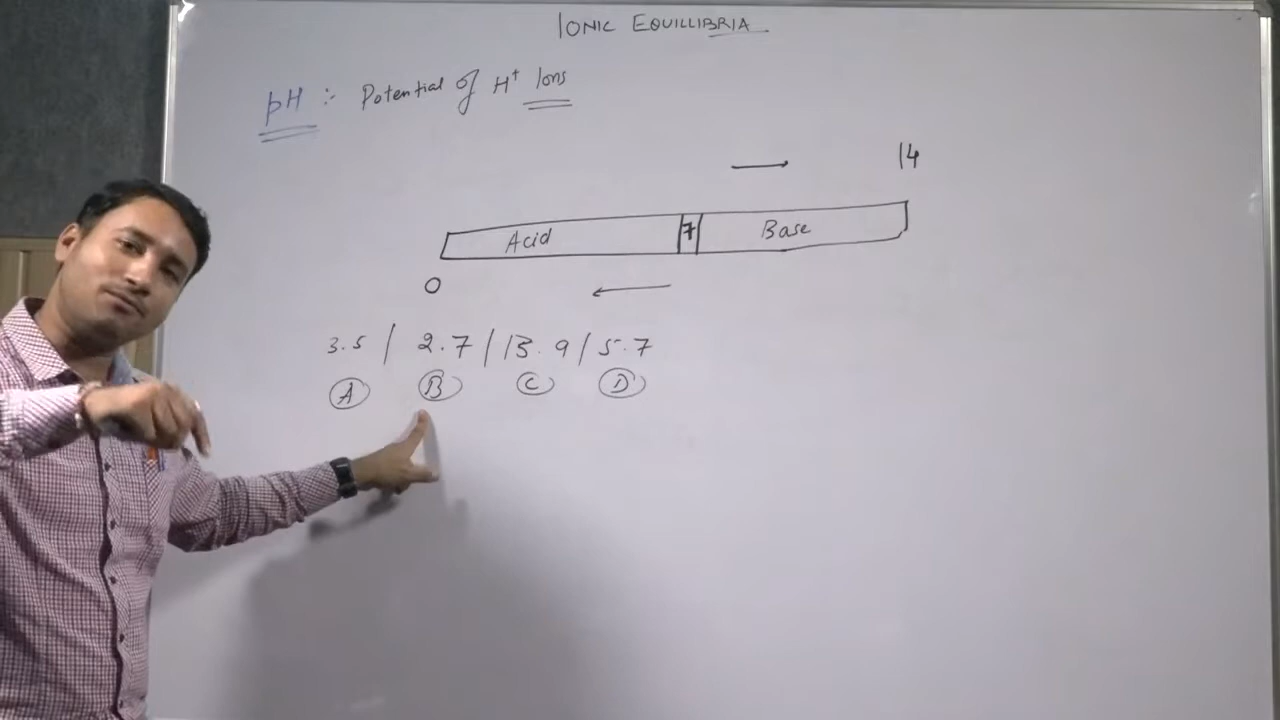 IONIC EQUILLIBRIA
pH :- Potential of H⁺ Ions
14
Acid 7 Base
0
3.5 / 2.7 / 13.9 / 5.7
A B C D